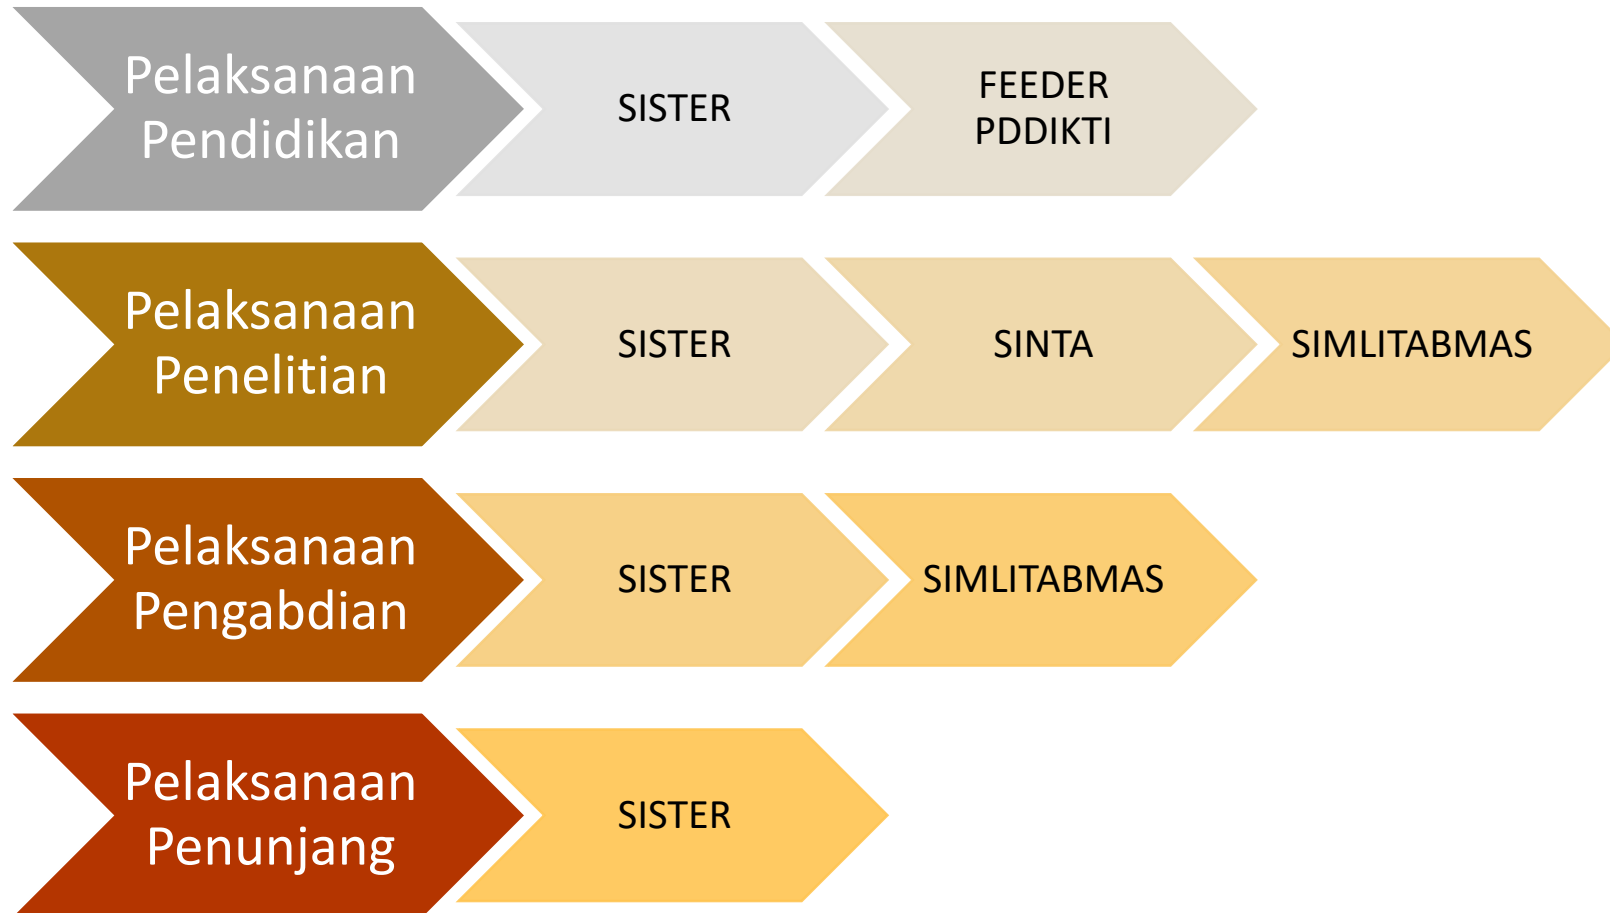 Pelaksanaan
Pendidikan
SISTER
FEEDER
PDDIKTI
Pelaksanaan
Penelitian
SISTER
SINTA
SIMLITABMAS
Pelaksanaan
Pengabdian
SISTER
SIMLITABMAS
Pelaksanaan
Penunjang
SISTER